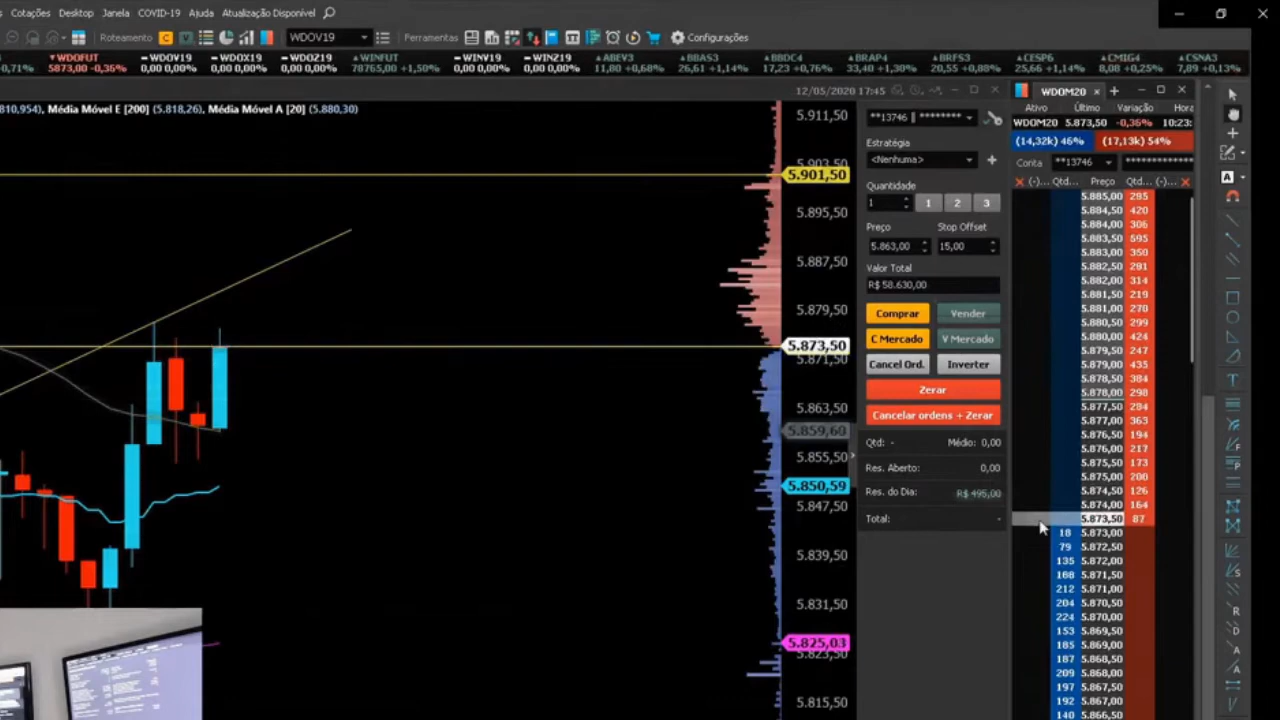 Cotações Desktop Janela COVID-19 Ajuda Atualização Disponível
Roteamento C V WDOV19 Ferramentas Configurações
-0,71% ▼WDOFUT 5873,00 -0,36% WDOV19 0,00 0,00% WDOX19 0,00 0,00% WDOZ19 0,00 0,00% ▲WINFUT 78765,00 +1,50% WINV19 0,00 0,00% WINZ19 0,00 0,00% ▲ABEV3 11,80 +0,68% ▲BBAS3 26,61 +1,14% ▲BBDC4 17,23 +0,76% ▲BRAP4 33,40 +1,30% ▲BRFS3 20,55 +0,88% ▲CESP6 25,66 +1,14% ▲CMIG4 8,08 +0,25% ▲CSNA3 7,89 +0,13%
12/05/2020 17:45
810,954), Média Móvel E [200] (5.818,26), Média Móvel A [20] (5.880,30)
5.911,50
5.903,50
5.901,50
5.895,50
5.887,50
5.879,50
5.873,50
5.871,50
5.863,50
5.859,60
5.855,50
5.850,59
5.847,50
5.839,50
5.831,50
5.825,03
5.823,50
5.815,50
**13746 || ********
Estratégia
<Nenhuma>
Quantidade
1 1 2 3
Preço Stop Offset
5.863,00 15,00
Valor Total
R$ 58.630,00
Comprar Vender
C Mercado V Mercado
Cancel Ord. Inverter
Zerar
Cancelar ordens + Zerar
Qtd: - Médio: 0,00
Res. Aberto: 0,00
Res. do Dia: R$ 495,00
Total: -
WDOM20
Ativo Último Variação Hora
WDOM20 5.873,50 -0,36% 10:23:
(14,32k) 46% (17,13k) 54%
Conta **13746
(-)... Qtd... Preço Qtd... (-)...
5.885,00 295
5.884,50 420
5.884,00 306
5.883,50 595
5.883,00 350
5.882,50 291
5.882,00 314
5.881,50 219
5.881,00 270
5.880,50 299
5.880,00 424
5.879,50 247
5.879,00 435
5.878,50 384
5.878,00 298
5.877,50 284
5.877,00 363
5.876,50 194
5.876,00 217
5.875,50 173
5.875,00 200
5.874,50 126
5.874,00 164
5.873,50 87
18 5.873,00
79 5.872,50
135 5.872,00
168 5.871,50
212 5.871,00
204 5.870,50
224 5.870,00
153 5.869,50
185 5.869,00
187 5.868,50
209 5.868,00
197 5.867,50
192 5.867,00
140 5.866,50